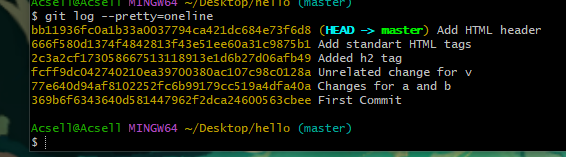 Acsell@Acsell MINGW64 ~/Desktop/hello (master)
$ git log --pretty=oneline
bb11936fc0a1b33a0037794ca421dc684e73f6d8 (HEAD -> master) Add HTML header
666f580d1374f4842813f43e51ee60a31c9875b1 Add standart HTML tags
2c3a2cf173058667513118913e1d6b27d06afb49 Added h2 tag
fcff9dc042740210ea39700380ac107c98c0128a Unrelated change for v
77e640d94af8102252fc6b99179cc519a4dfa40a Changes for a and b
369b6f6343640d581447962f2dca24600563cbee First Commit
Acsell@Acsell MINGW64 ~/Desktop/hello (master)
$